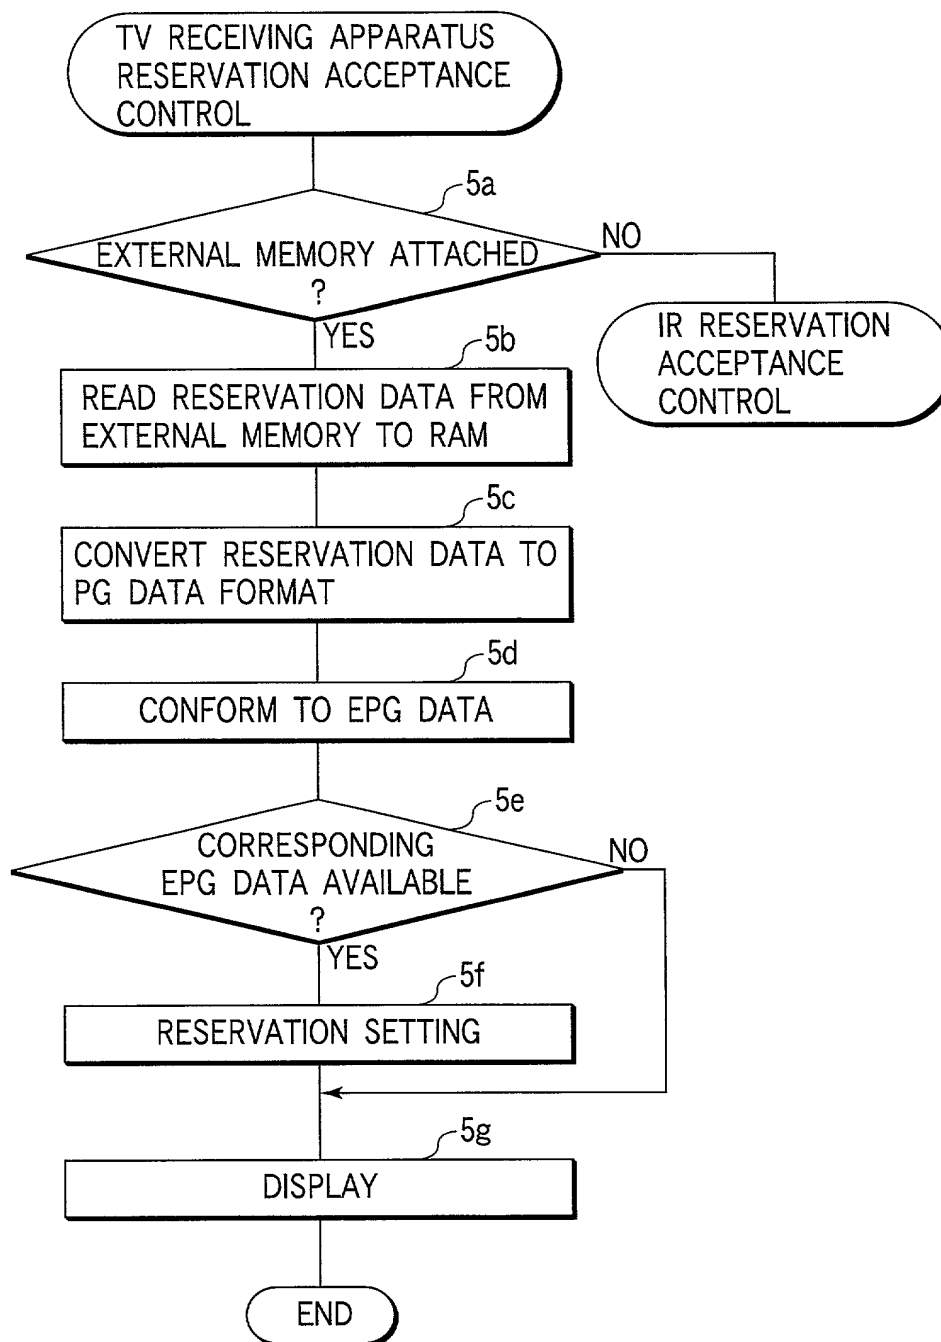 TV RECEIVING APPARATUS
RESERVATION ACCEPTANCE
CONTROL
5a
EXTERNAL MEMORY ATTACHED
?
NO
YES
IR RESERVATION
ACCEPTANCE
CONTROL
5b
READ RESERVATION DATA FROM
EXTERNAL MEMORY TO RAM
5c
CONVERT RESERVATION DATA TO
PG DATA FORMAT
5d
CONFORM TO EPG DATA
5e
CORRESPONDING
EPG DATA AVAILABLE
?
NO
YES
5f
RESERVATION SETTING
5g
DISPLAY
END